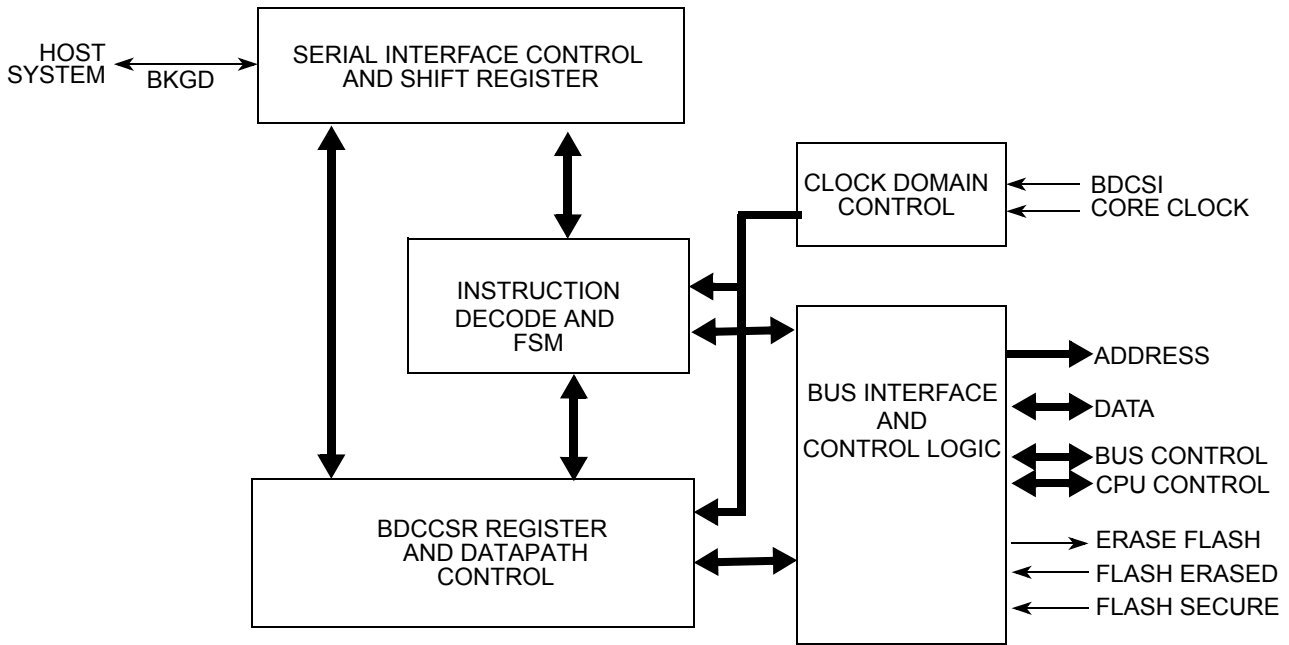 HOST
SYSTEM
BKGD
SERIAL INTERFACE CONTROL
AND SHIFT REGISTER
CLOCK DOMAIN
CONTROL
BDCSI
CORE CLOCK
INSTRUCTION
DECODE AND
FSM
BUS INTERFACE
AND
CONTROL LOGIC
ADDRESS
DATA
BUS CONTROL
CPU CONTROL
ERASE FLASH
FLASH ERASED
FLASH SECURE
BDCCSR REGISTER
AND DATAPATH
CONTROL